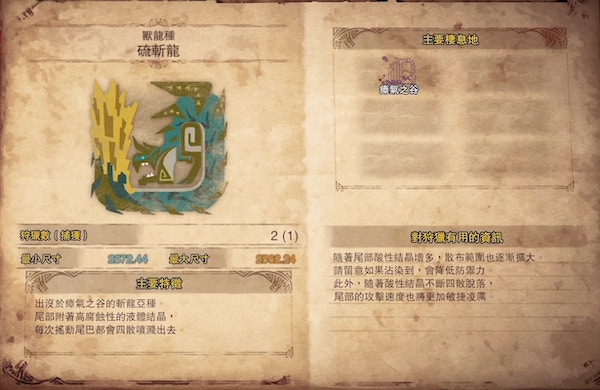 獸龍種
硫斬龍
狩獵數(捕獲)
2 (1)
最小尺寸
最大尺寸
主要特徵
出沒於瘴氣之谷的斬龍亞種。
尾部附著高腐蝕性的液體結晶，
每次搖動尾巴都會四散噴濺出去。
主要棲息地
瘴氣之谷
對狩獵有用的資訊
隨著尾部酸性結晶增多，散布範圍也逐漸擴大
請留意如果沾染到，會降低防禦力
此外，隨著酸性結晶不斷四散脫落，
尾部的攻擊速度也將更加敏捷凌厲